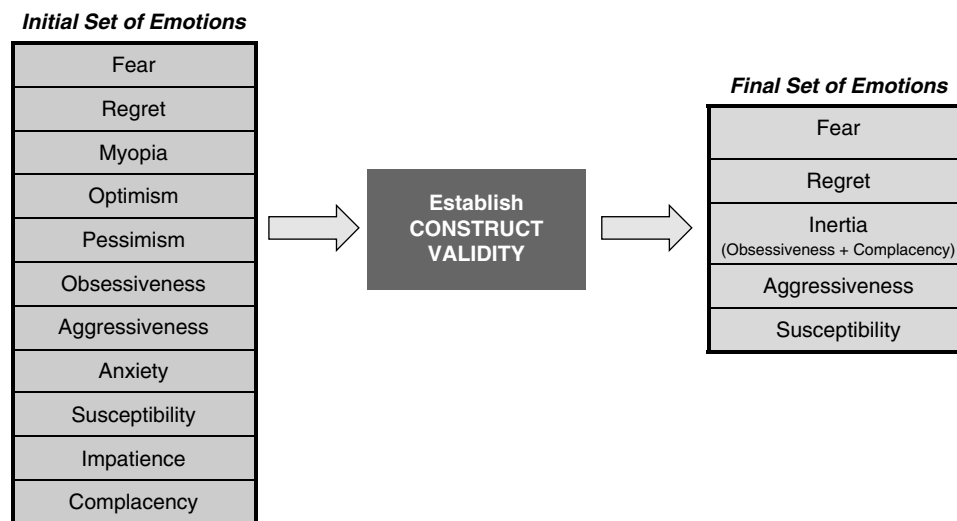 Initial Set of Emotions
Fear
Regret
Myopia
Optimism
Pessimism
Obsessiveness
Aggressiveness
Anxiety
Susceptibility
Impatience
Complacency
Establish
CONSTRUCT
VALIDITY
Final Set of Emotions
Fear
Regret
Inertia
(Obsessiveness + Complacency)
Aggressiveness
Susceptibility